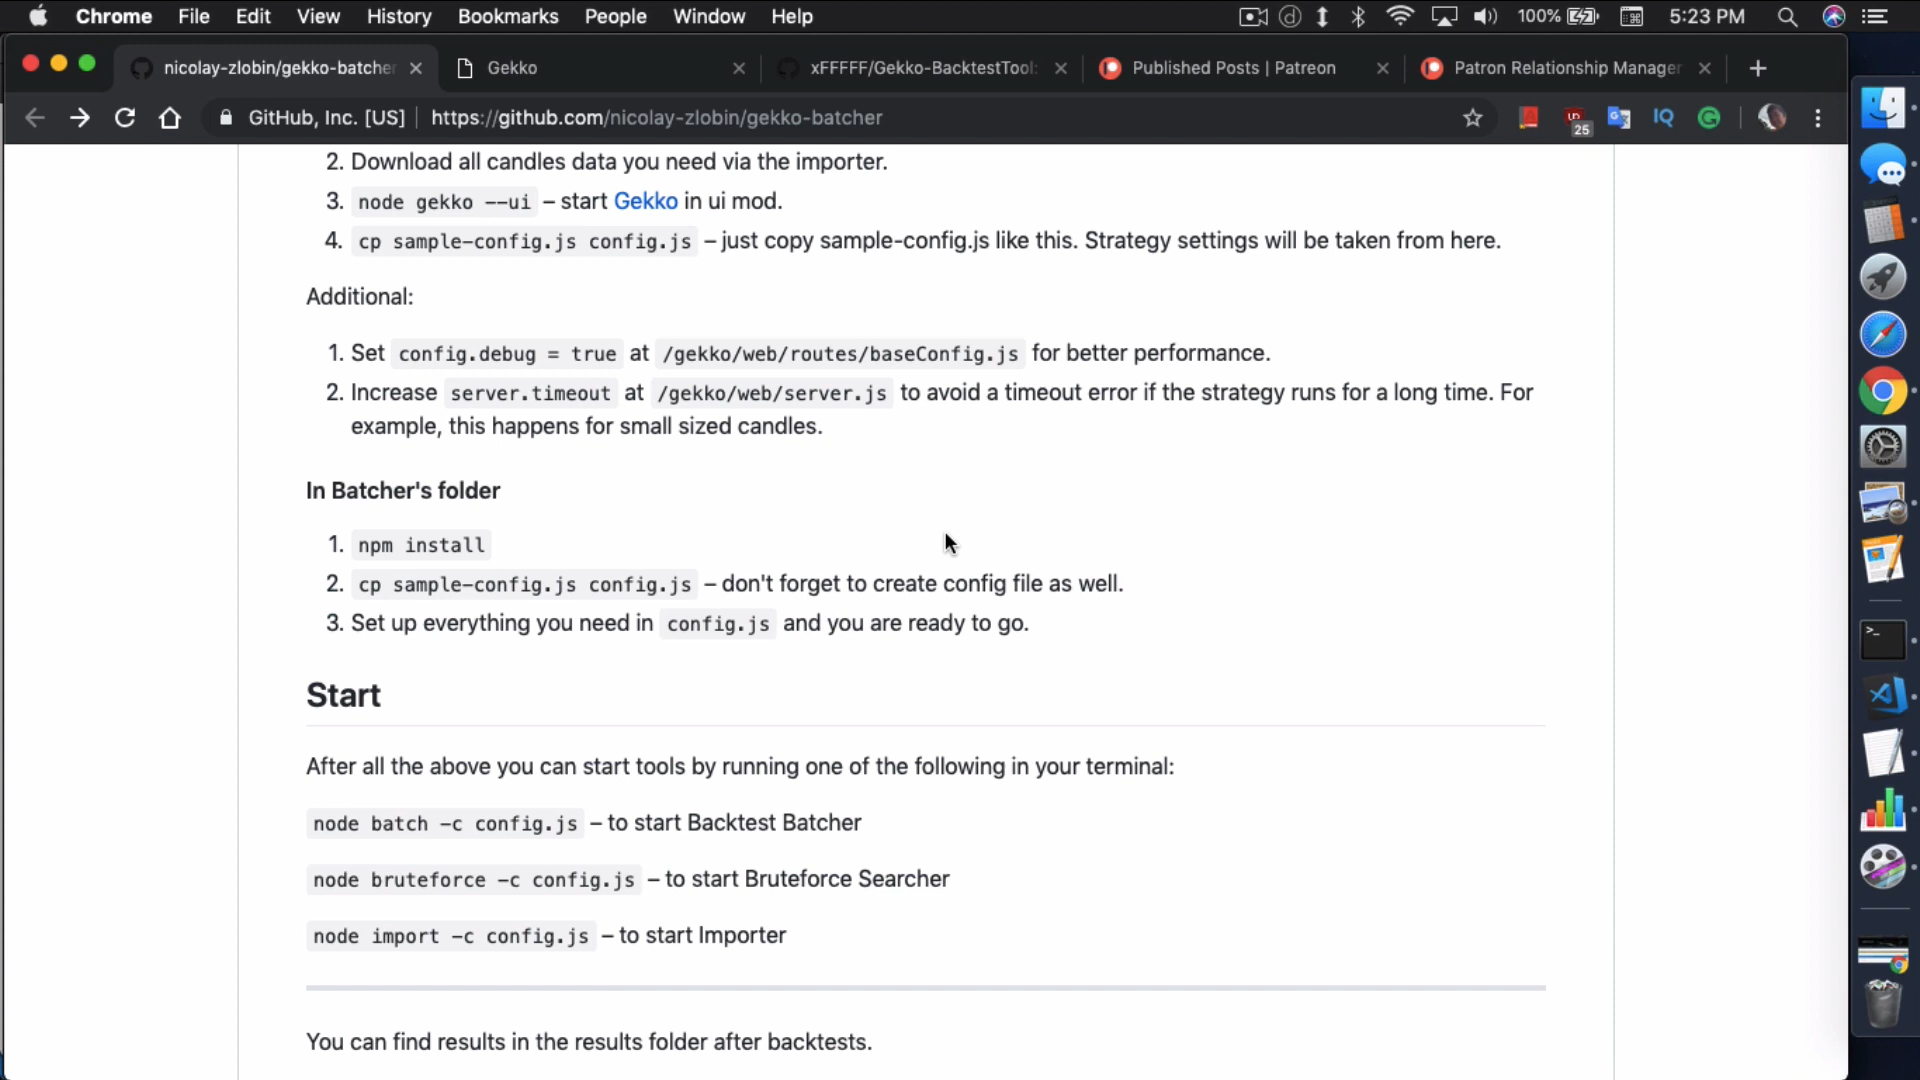 Chrome File Edit View History Bookmarks People Window Help 100% 5:23 PM
nicolay-zlobin/gekko-batcher Gekko xFFFFF/Gekko-BacktestTool: Published Posts | Patreon Patron Relationship Manager
GitHub, Inc. [US] https://github.com/nicolay-zlobin/gekko-batcher 25 IQ
2. Download all candles data you need via the importer.
3. node gekko --ui – start Gekko in ui mod.
4. cp sample-config.js config.js – just copy sample-config.js like this. Strategy settings will be taken from here.
Additional:
1. Set config.debug = true at /gekko/web/routes/baseConfig.js for better performance.
2. Increase server.timeout at /gekko/web/server.js to avoid a timeout error if the strategy runs for a long time. For
example, this happens for small sized candles.
In Batcher's folder
1. npm install
2. cp sample-config.js config.js – don't forget to create config file as well.
3. Set up everything you need in config.js and you are ready to go.
Start
After all the above you can start tools by running one of the following in your terminal:
node batch -c config.js – to start Backtest Batcher
node bruteforce -c config.js – to start Bruteforce Searcher
node import -c config.js – to start Importer
You can find results in the results folder after backtests.